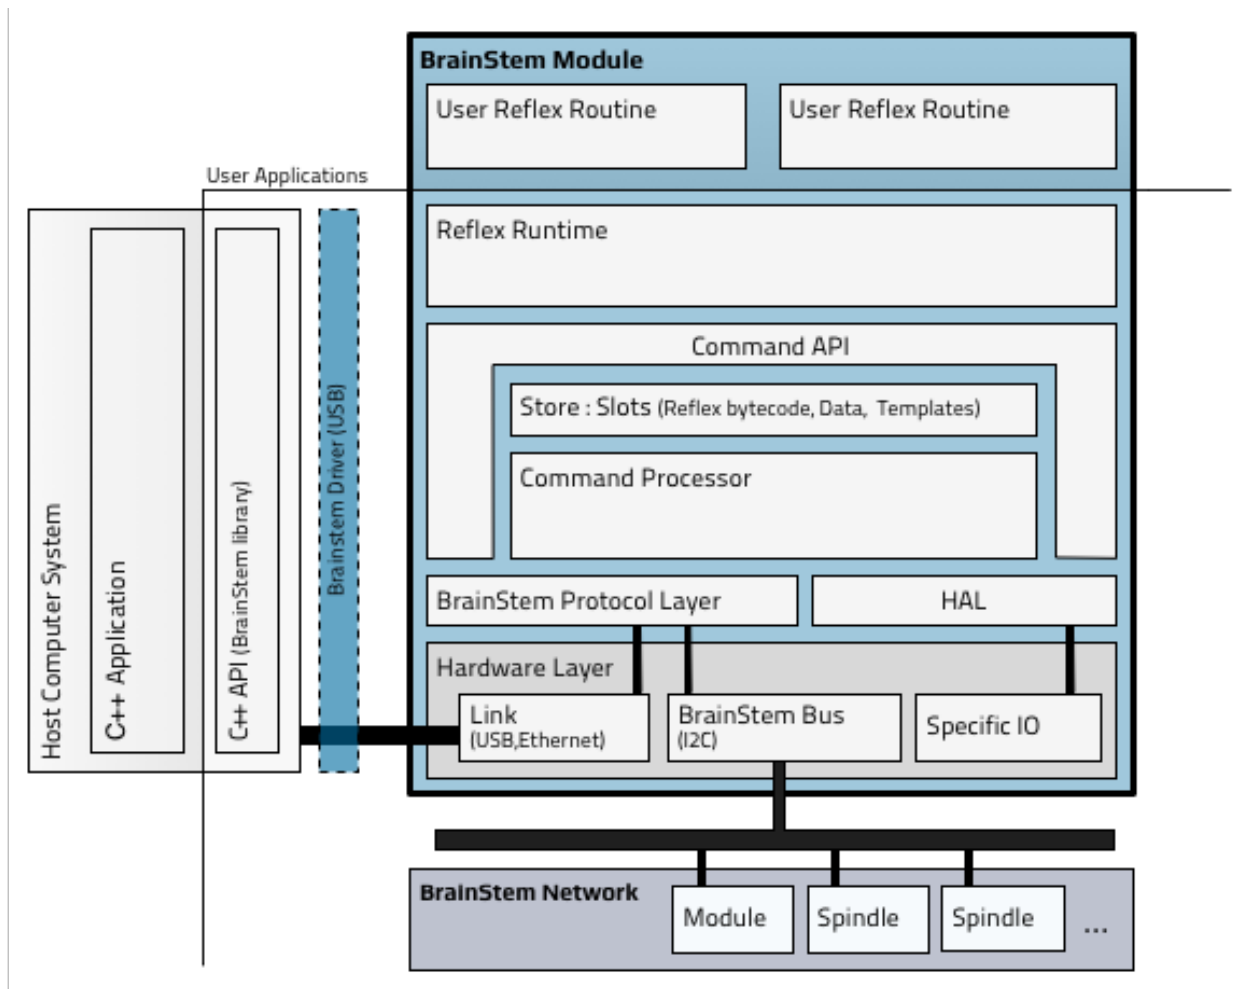 BrainStem Module
User Reflex Routine
User Reflex Routine
User Applications
Reflex Runtime
Command API
Store : Slots (Reflex bytecode, Data, Templates)
Command Processor
Host Computer System
C++ Application
C++ API (BrainStem library)
Brainstem Driver (USB)
BrainStem Protocol Layer
HAL
Hardware Layer
Link
(USB,Ethernet)
BrainStem Bus
(I2C)
Specific IO
BrainStem Network
Module
Spindle
Spindle
...